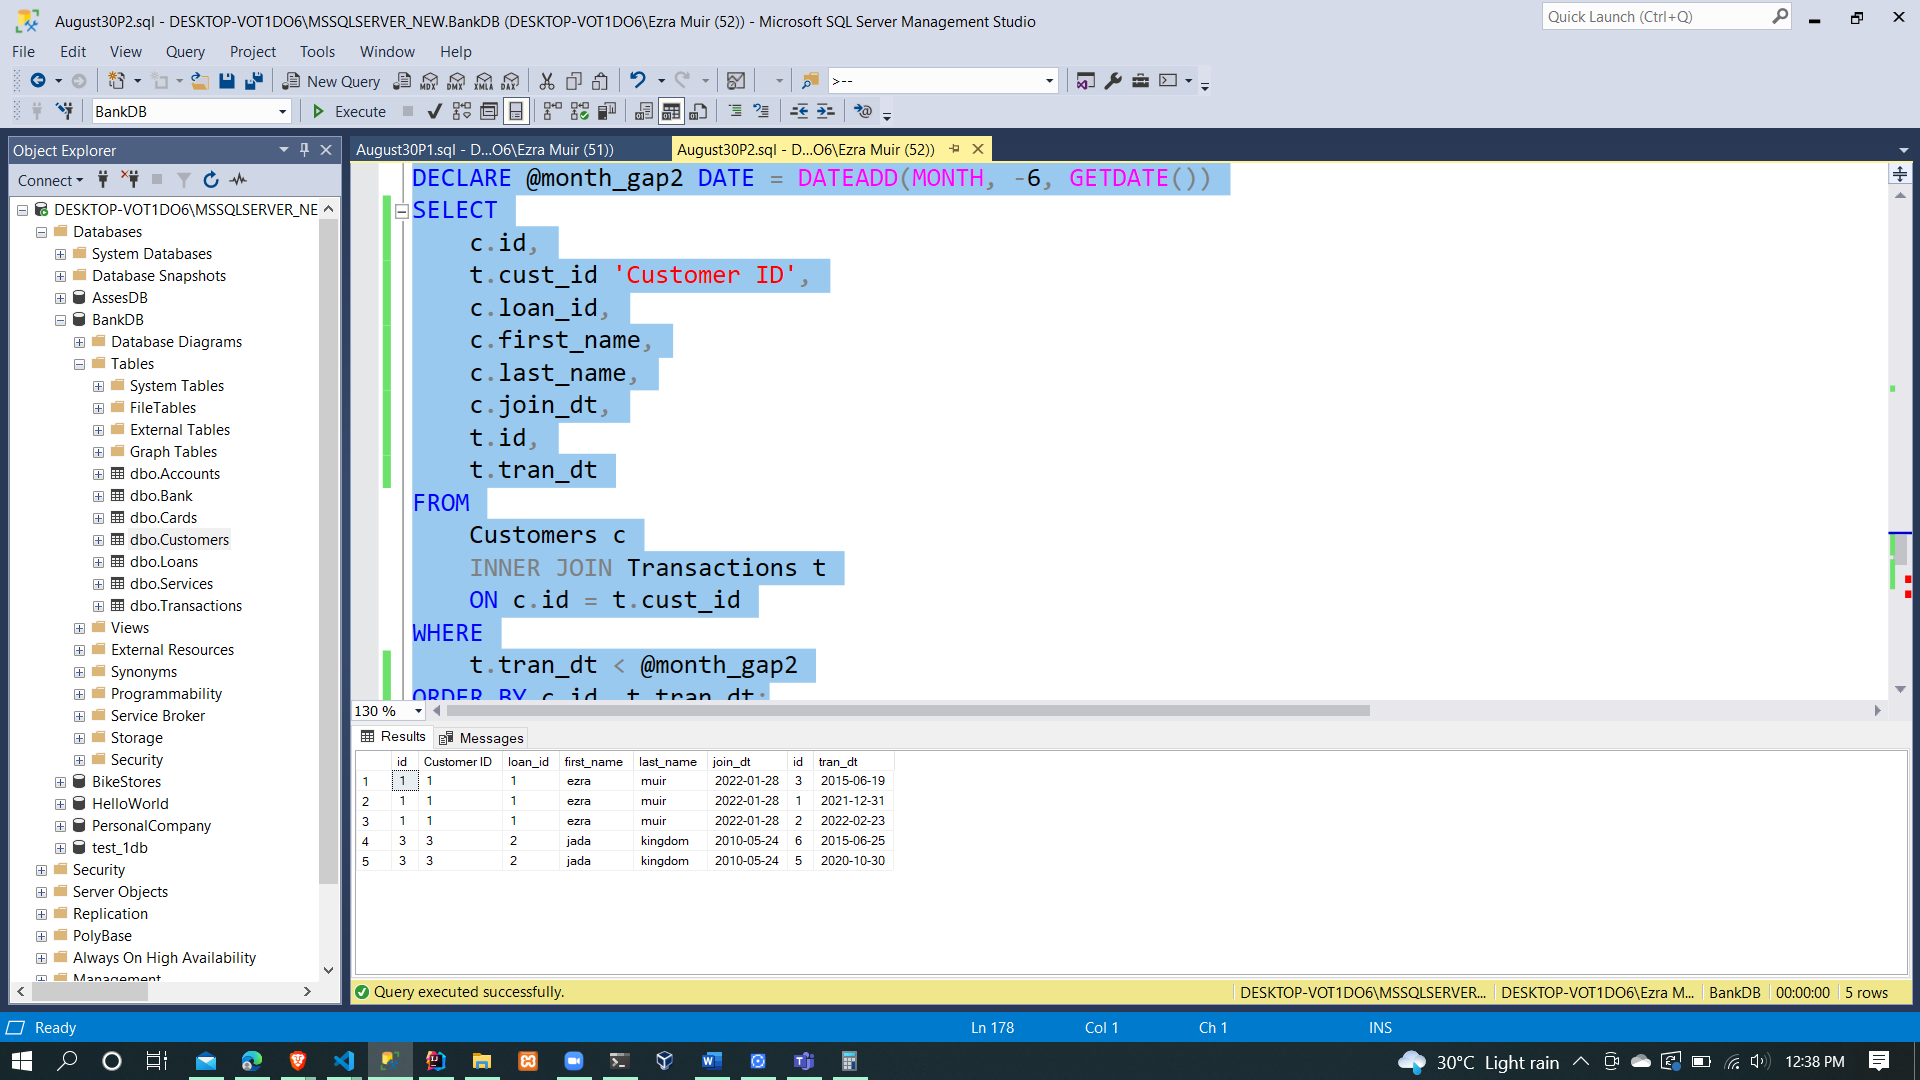 August30P2.sql - DESKTOP-VOT1DO6\MSSQLSERVER_NEW.BankDB (DESKTOP-VOT1DO6\Ezra Muir (52)) - Microsoft SQL Server Management Studio
Quick Launch (Ctrl+Q)
File Edit View Query Project Tools Window Help
New Query MDX DMX XMLA DAX >--
BankDB Execute
Object Explorer
August30P1.sql - D...O6\Ezra Muir (51)) August30P2.sql - D...O6\Ezra Muir (52))
Connect
DESKTOP-VOT1DO6\MSSQLSERVER_NE
Databases
System Databases
Database Snapshots
AssesDB
BankDB
Database Diagrams
Tables
System Tables
FileTables
External Tables
Graph Tables
dbo.Accounts
dbo.Bank
dbo.Cards
dbo.Customers
dbo.Loans
dbo.Services
dbo.Transactions
Views
External Resources
Synonyms
Programmability
Service Broker
Storage
Security
BikeStores
HelloWorld
PersonalCompany
test_1db
Security
Server Objects
Replication
PolyBase
Always On High Availability
Management
DECLARE @month_gap2 DATE = DATEADD(MONTH, -6, GETDATE())
SELECT
c.id,
t.cust_id 'Customer ID',
c.loan_id,
c.first_name,
c.last_name,
c.join_dt,
t.id,
t.tran_dt
FROM
Customers c
INNER JOIN Transactions t
ON c.id = t.cust_id
WHERE
t.tran_dt < @month_gap2
ORDER BY c.id, t.tran_dt;
130 %
Results Messages
id Customer ID loan_id first_name last_name join_dt id tran_dt
1 1 1 1 ezra muir 2022-01-28 3 2015-06-19
2 1 1 1 ezra muir 2022-01-28 1 2021-12-31
3 1 1 1 ezra muir 2022-01-28 2 2022-02-23
4 3 3 2 jada kingdom 2010-05-24 6 2015-06-25
5 3 3 2 jada kingdom 2010-05-24 5 2020-10-30
Query executed successfully. DESKTOP-VOT1DO6\MSSQLSERVER... DESKTOP-VOT1DO6\Ezra M... BankDB 00:00:00 5 rows
Ready Ln 178 Col 1 Ch 1 INS
30°C Light rain 12:38 PM